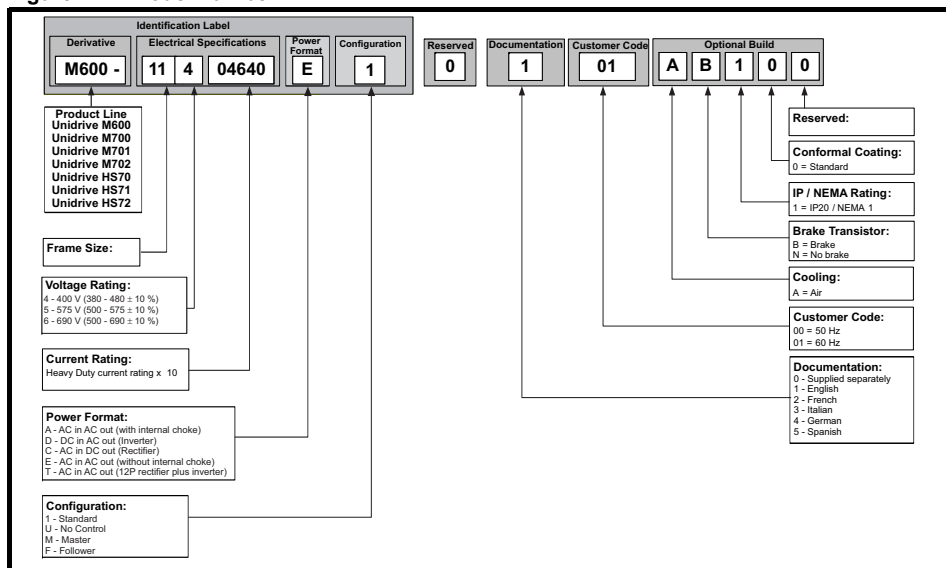 Identification Label
Derivative
Electrical Specifications
Power
Format
Configuration
Reserved
Documentation
Customer Code
Optional Build
M600 -
11
4
04640
E
1
0
1
01
A
B
1
0
0
Product Line
Unidrive M600
Unidrive M700
Unidrive M701
Unidrive M702
Unidrive HS70
Unidrive HS71
Unidrive HS72
Frame Size:
Voltage Rating:
4 - 400 V (380 - 480 ± 10 %)
5 - 575 V (500 - 575 ± 10 %)
6 - 690 V (500 - 690 ± 10 %)
Current Rating:
Heavy Duty current rating x 10
Power Format:
A - AC in AC out (with internal choke)
D - DC in AC out (Inverter)
C - AC in DC out (Rectifier)
E - AC in AC out (without internal choke)
T - AC in AC out (12P rectifier plus inverter)
Configuration:
1 - Standard
U - No Control
M - Master
F - Follower
Reserved:
Conformal Coating:
0 = Standard
IP / NEMA Rating:
1 = IP20 / NEMA 1
Brake Transistor:
B = Brake
N = No brake
Cooling:
A = Air
Customer Code:
00 = 50 Hz
01 = 60 Hz
Documentation:
0 - Supplied separately
1 - English
2 - French
3 - Italian
4 - German
5 - Spanish